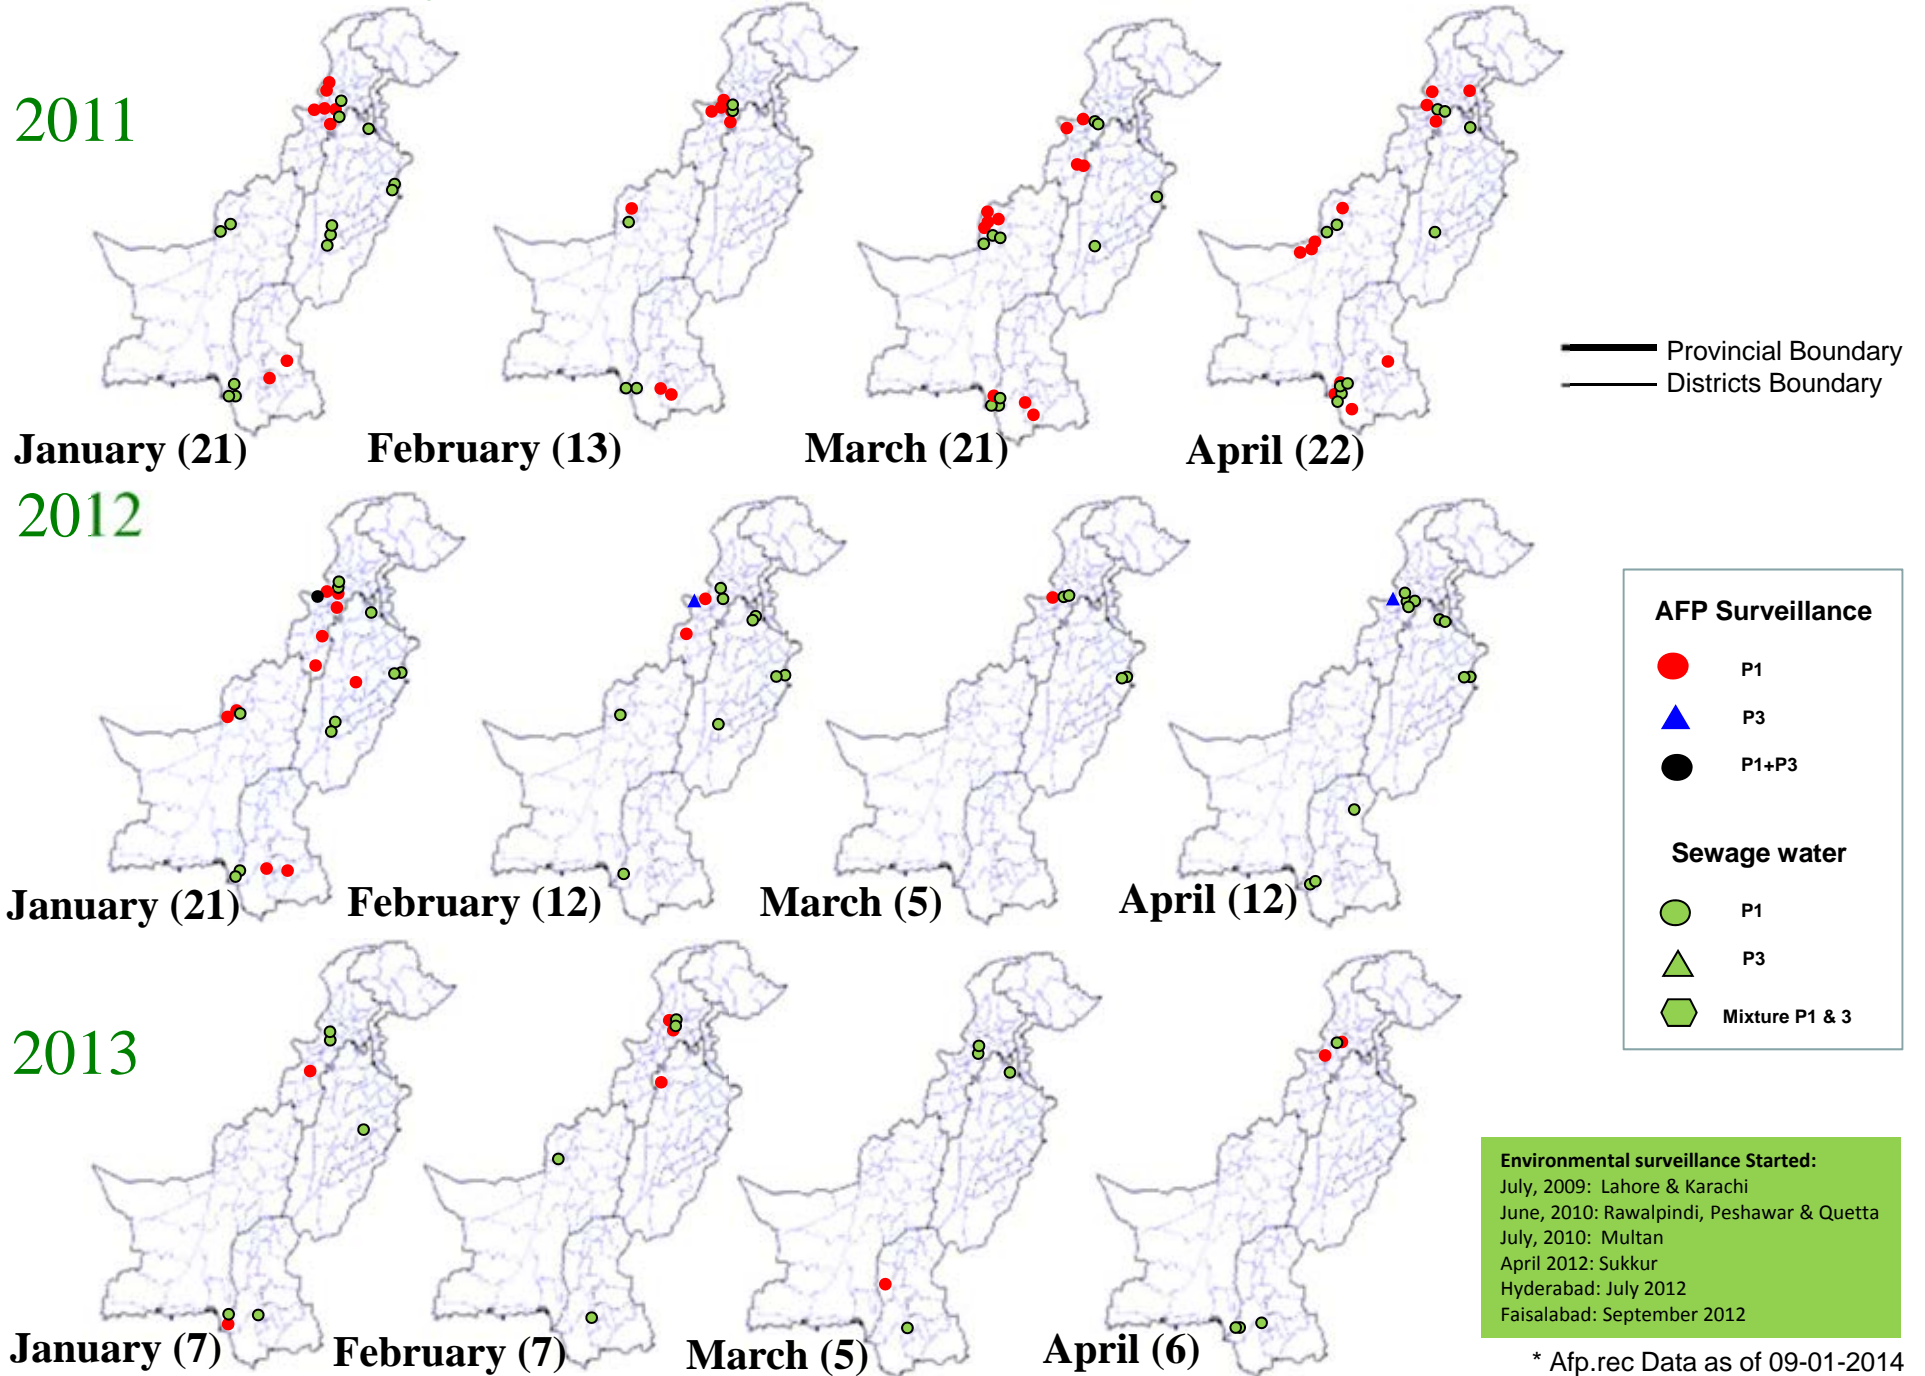 2011
Provincial Boundary
Districts Boundary
January (21)
February (13)
March (21)
April (22)
2012
AFP Surveillance
P1
P3
P1+P3
Sewage water
P1
P3
Mixture P1 & 3
January (21)
February (12)
March (5)
April (12)
2013
Environmental surveillance Started:
July, 2009: Lahore & Karachi
June, 2010: Rawalpindi, Peshawar & Quetta
July, 2010: Multan
April 2012: Sukkur
Hyderabad: July 2012
Faisalabad: September 2012
January (7)
February (7)
March (5)
April (6)
* Afp.rec Data as of 09-01-2014